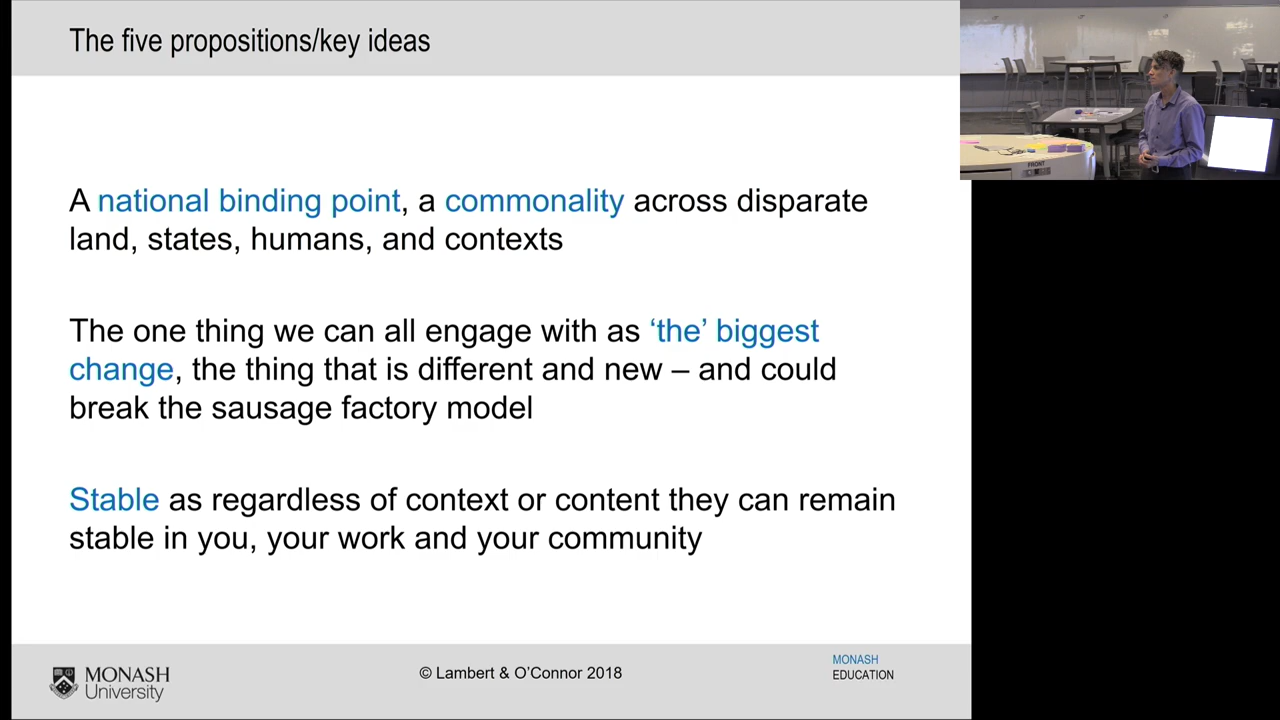 The five propositions/key ideas
A national binding point, a commonality across disparate
land, states, humans, and contexts
The one thing we can all engage with as ‘the’ biggest
change, the thing that is different and new – and could
break the sausage factory model
Stable as regardless of context or content they can remain
stable in you, your work and your community
MONASH
University
© Lambert & O’Connor 2018
MONASH
EDUCATION
FRONT